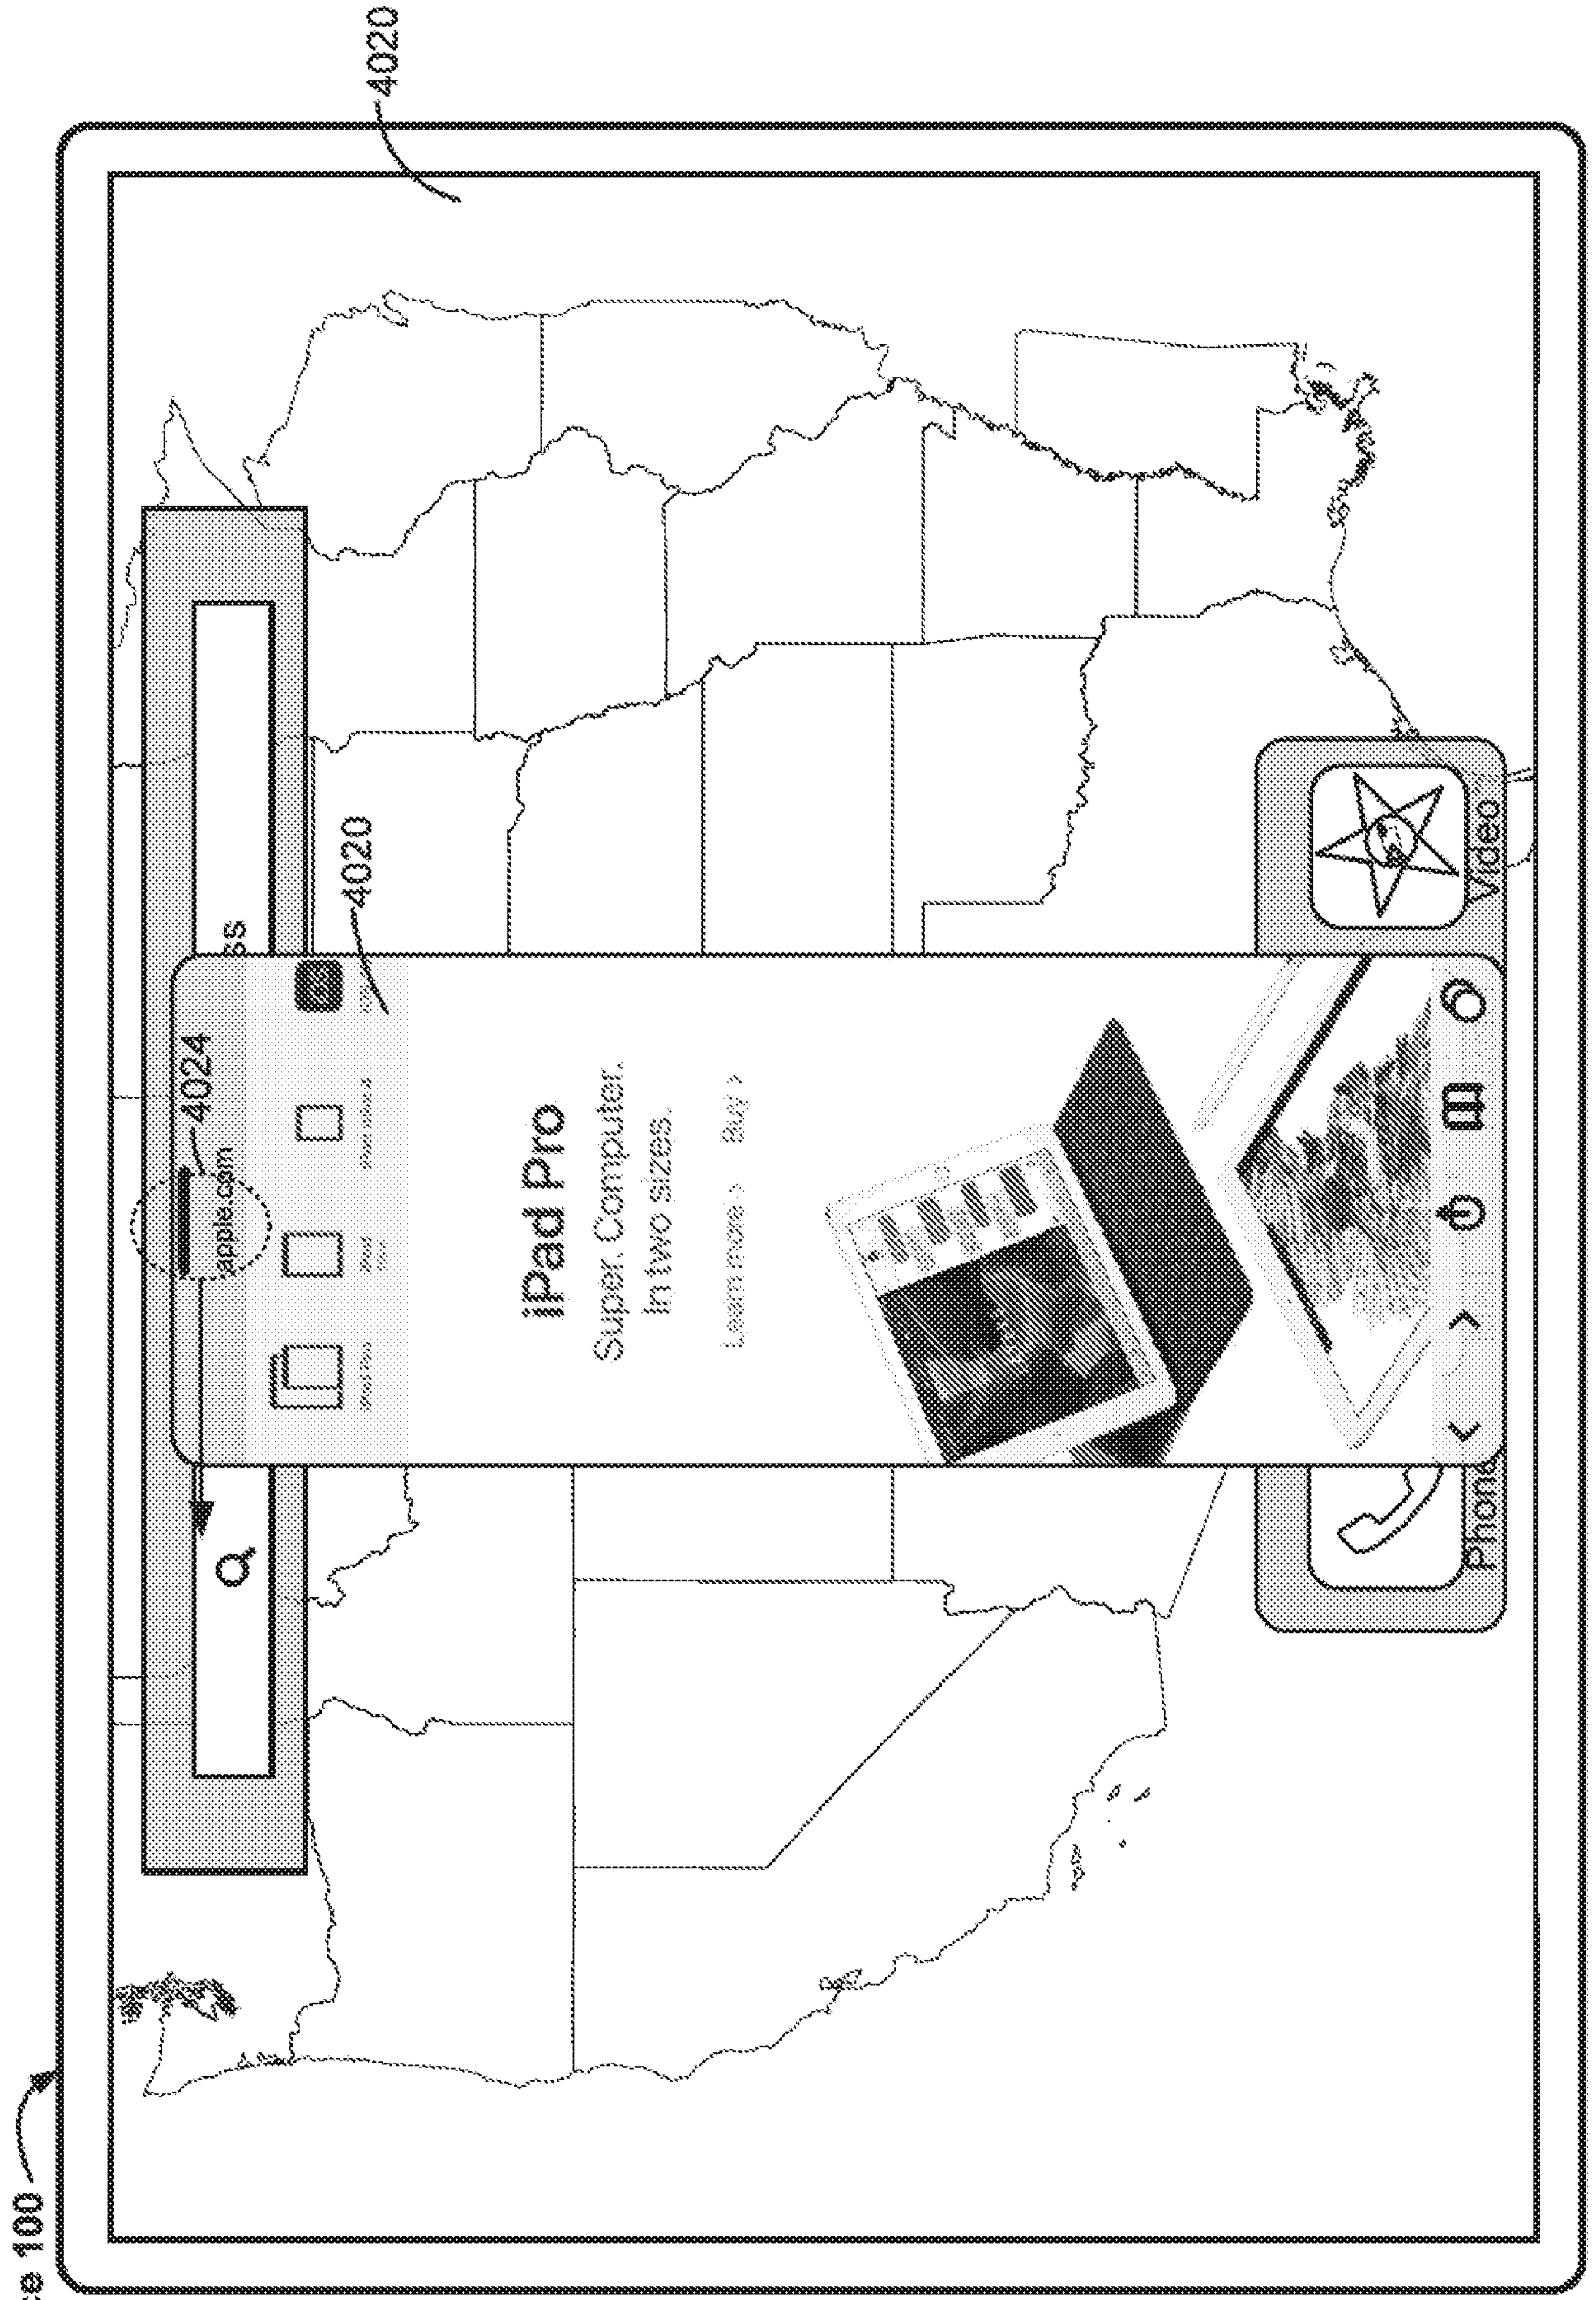 ce 100
4020
ss
4024
apple.com
4020
iPad Pro
Super. Computer.
In two sizes.
Learn more > Buy >
Phone
Video